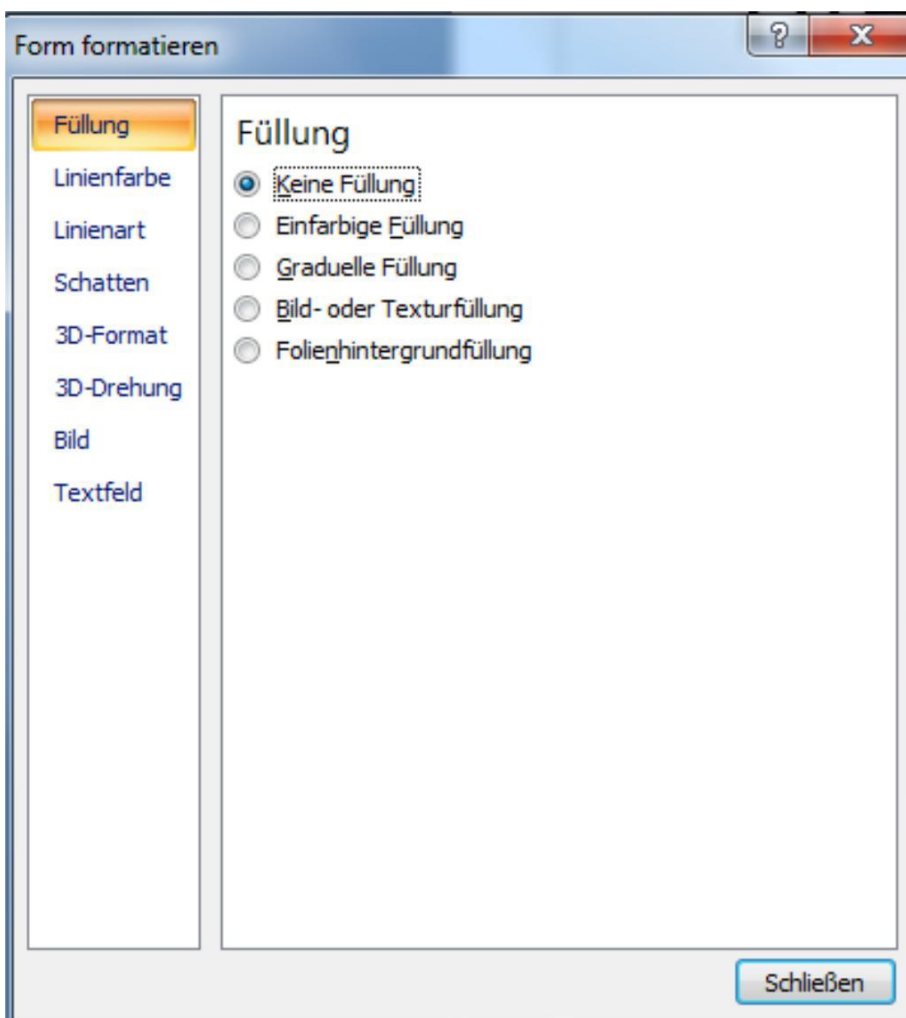 Form formatieren
?
X
Füllung
Linienfarbe
Linienart
Schatten
3D-Format
3D-Drehung
Bild
Textfeld
Füllung
Keine Füllung
Einfarbige Füllung
Graduelle Füllung
Bild- oder Texturfüllung
Folienhintergrundfüllung
Schließen